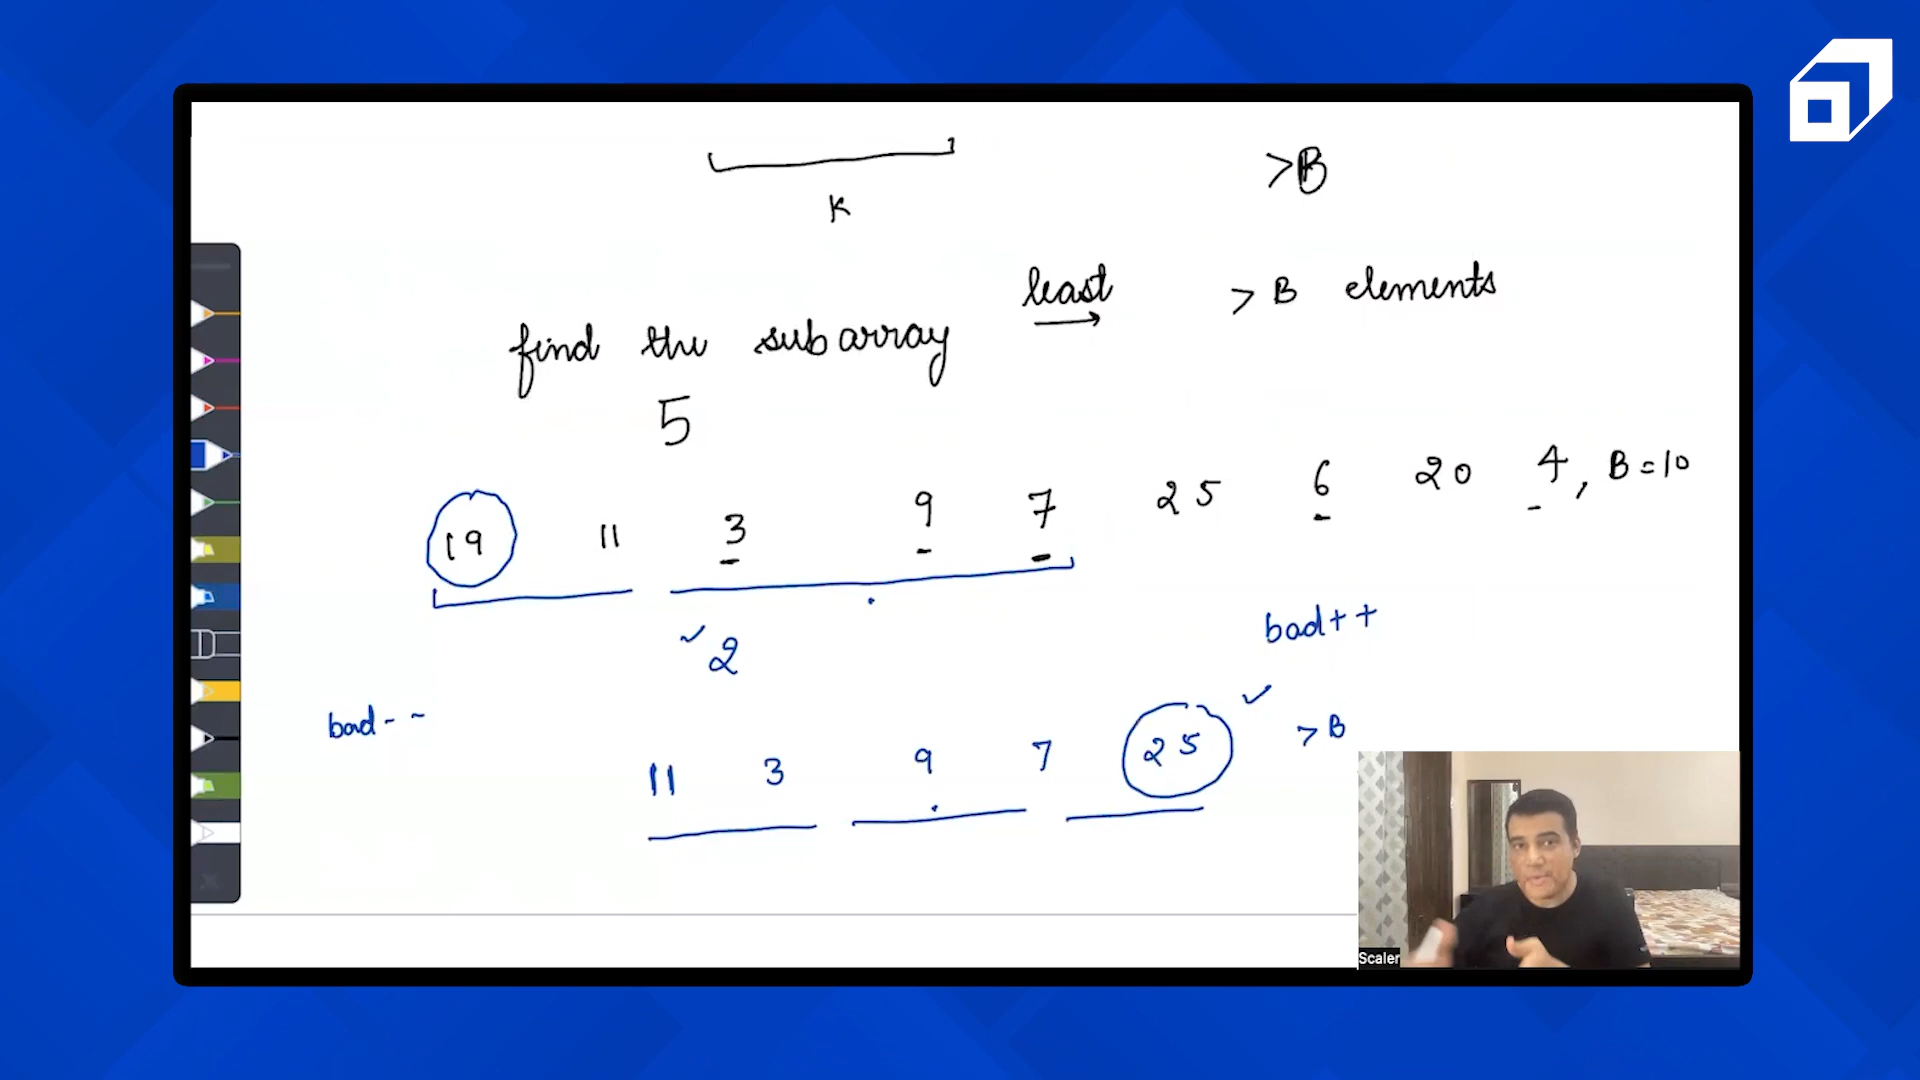 K
>B
least
> B elements
find the subarray
5
19 11 3 9 7 25 6 20 4, B=10
bad++
✓2
bad--
11 3 9 7 25 ✓ >B
Scaler